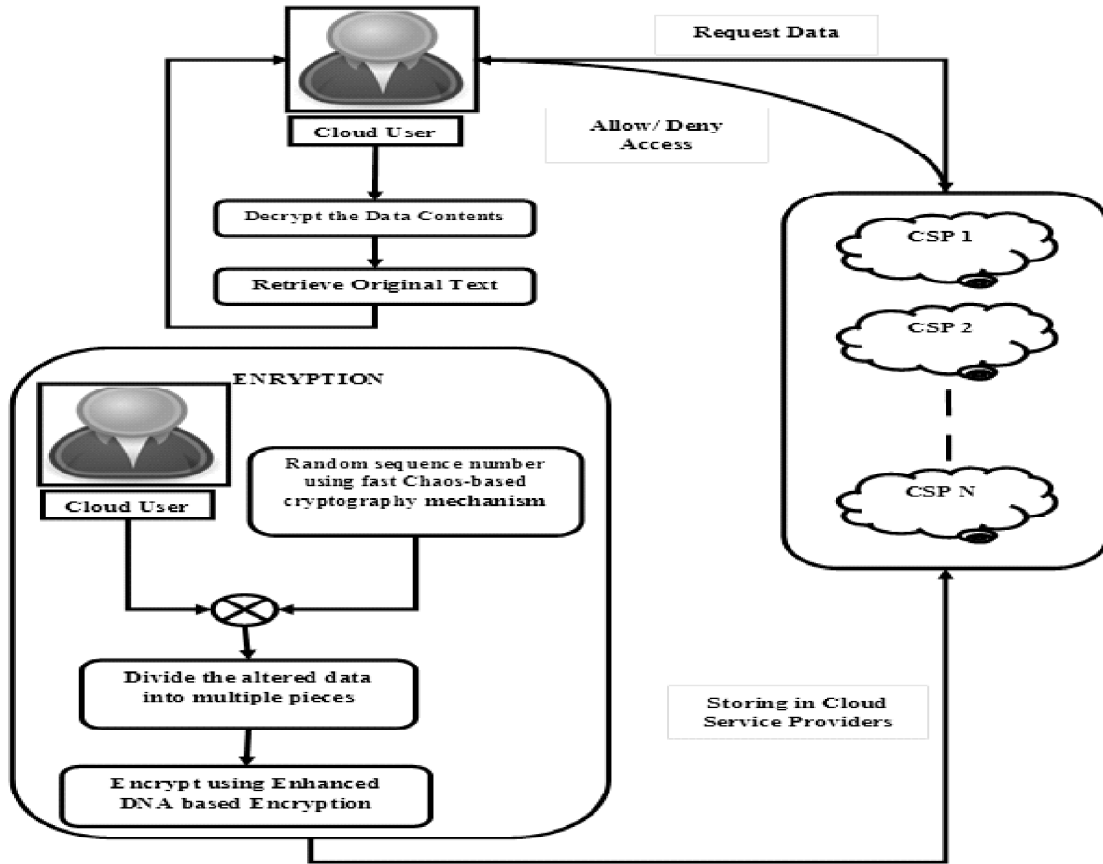 Request Data
Cloud User
Allow/ Deny
Access
Decrypt the Data Contents
Retrieve Original Text
CSP 1
CSP 2
CSP N
ENRYPTION
Cloud User
Random sequence number
using fast Chaos-based
cryptography mechanism
Divide the altered data
into multiple pieces
Encrypt using Enhanced
DNA based Encryption
Storing in Cloud
Service Providers